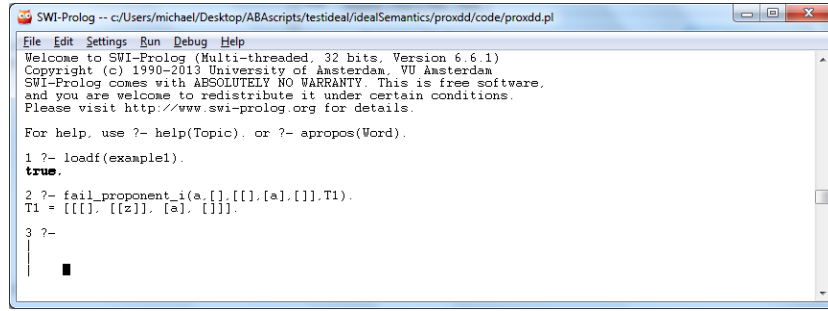 SWI-Prolog -- c:/Users/michael/Desktop/ABAscripts/testideal/idealSemantics/proxdd/code/proxdd.pl
File Edit Settings Run Debug Help
Welcome to SWI-Prolog (Multi-threaded, 32 bits, Version 6.6.1)
Copyright (c) 1990-2013 University of Amsterdam, VU Amsterdam
SWI-Prolog comes with ABSOLUTELY NO WARRANTY. This is free software,
and you are welcome to redistribute it under certain conditions.
Please visit http://www.swi-prolog.org for details.
For help, use ?- help(Topic). or ?- apropos(Word).
1 ?- loadf(example1).
true.
2 ?- fail_proponent_i(a,[],[[],[a],[]],T1).
T1 = [[[], [[z]], [a], []]].
3 ?-
|
|
|